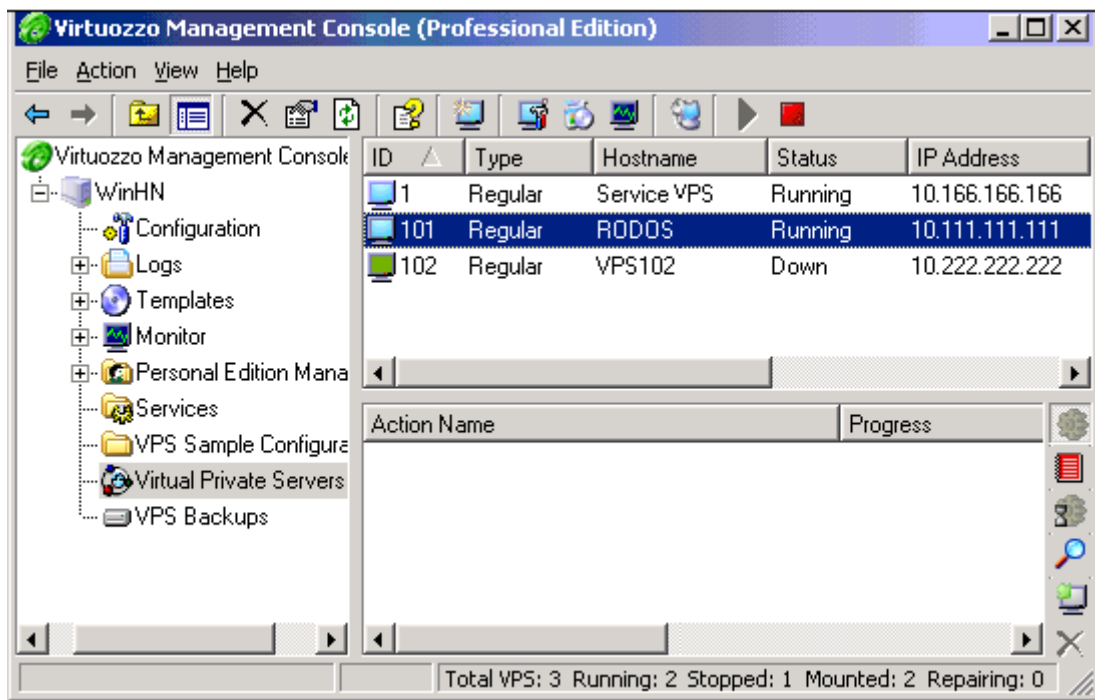 Virtuozzo Management Console (Professional Edition)
File Action View Help
Virtuozzo Management Console
WinHN
Configuration
Logs
Templates
Monitor
Personal Edition Mana
Services
VPS Sample Configura
Virtual Private Servers
VPS Backups
ID Type Hostname Status IP Address
1 Regular Service VPS Running 10.166.166.166
101 Regular RODOS Running 10.111.111.111
102 Regular VPS102 Down 10.222.222.222
Action Name Progress
Total VPS: 3 Running: 2 Stopped: 1 Mounted: 2 Repairing: 0